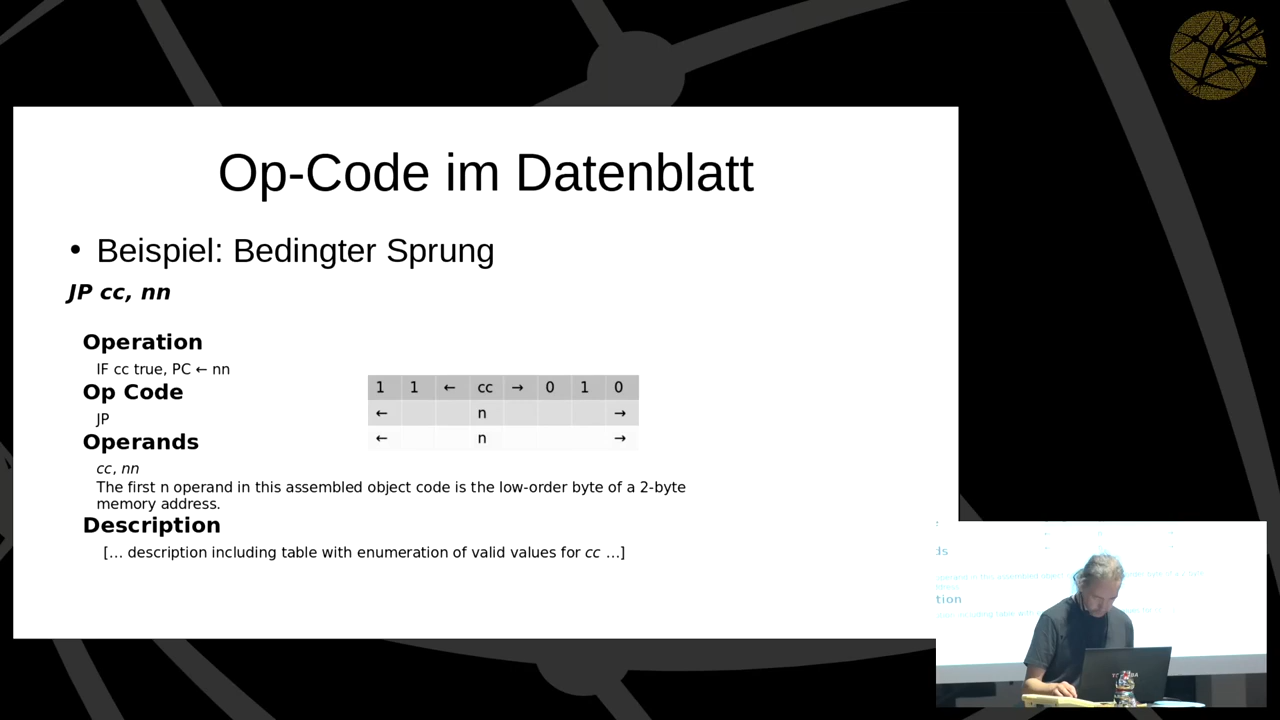 Op-Code im Datenblatt
• Beispiel: Bedingter Sprung
JP cc, nn
Operation
IF cc true, PC ← nn
Op Code
JP
1 1 ← cc → 0 1 0
← n →
← n →
Operands
cc, nn
The first n operand in this assembled object code is the low-order byte of a 2-byte
memory address.
Description
[... description including table with enumeration of valid values for cc ...]
ds
tion